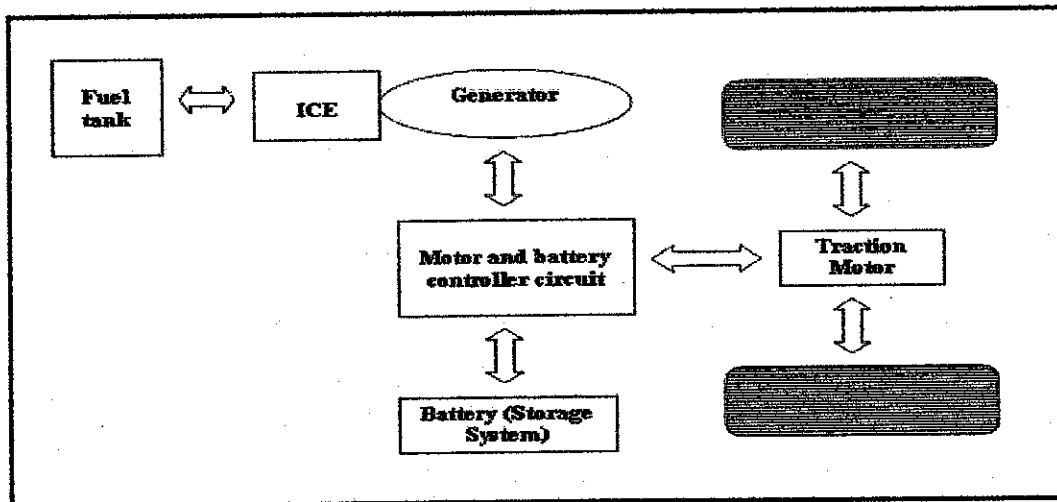 Fuel
tank
ICE
Generator
Motor and battery
controller circuit
Traction
Motor
Battery (Storage
System)